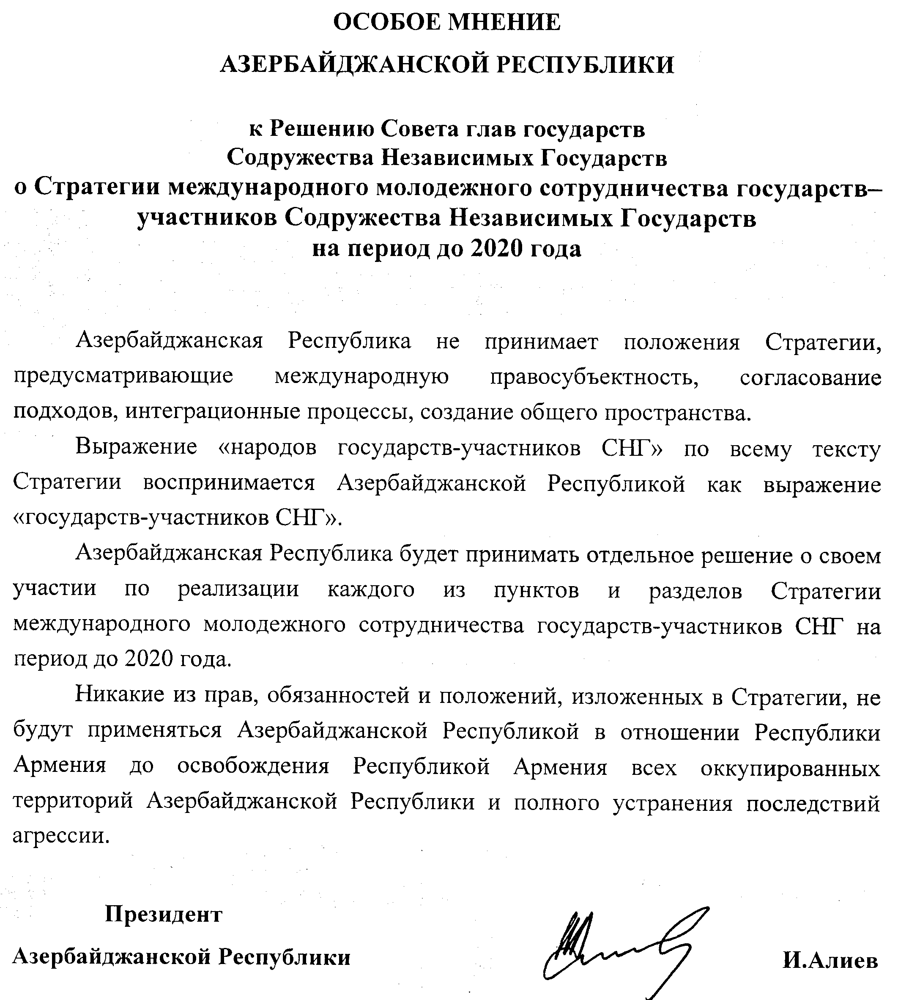 ОСОБОЕ МНЕНИЕ
АЗЕРБАЙДЖАНСКОЙ РЕСПУБЛИКИ
к Решению Совета глав государств
Содружества Независимых Государств
о Стратегии международного молодежного сотрудничества государств–
участников Содружества Независимых Государств
на период до 2020 года
Азербайджанская Республика не принимает положения Стратегии,
предусматривающие международную правосубъектность, согласование
подходов, интеграционные процессы, создание общего пространства.
Выражение «народов государств-участников СНГ» по всему тексту
Стратегии воспринимается Азербайджанской Республикой как выражение
«государств-участников СНГ».
Азербайджанская Республика будет принимать отдельное решение о своем
участии по реализации каждого из пунктов и разделов Стратегии
международного молодежного сотрудничества государств-участников СНГ на
период до 2020 года.
Никакие из прав, обязанностей и положений, изложенных в Стратегии, не
будут применяться Азербайджанской Республикой в отношении Республики
Армения до освобождения Республикой Армения всех оккупированных
территорий Азербайджанской Республики и полного устранения последствий
агрессии.
Президент
Азербайджанской Республики И.Алиев